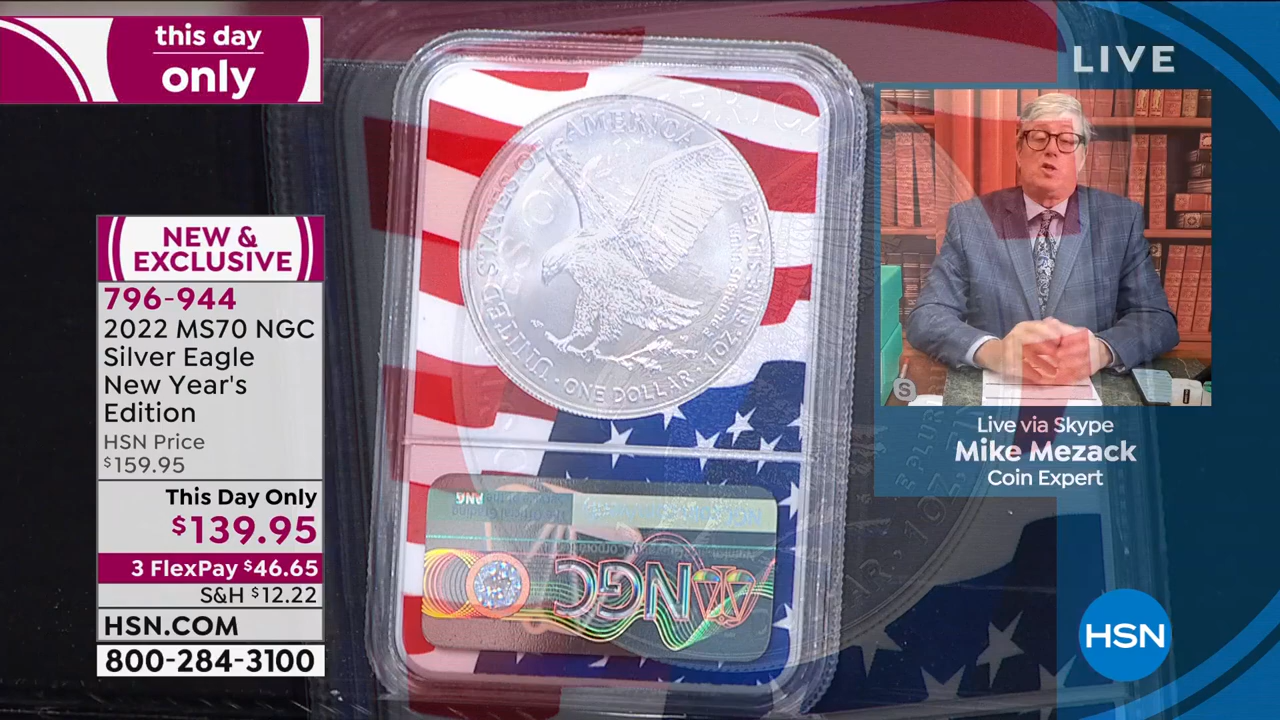 this day
only
LIVE
NEW &
EXCLUSIVE
796-944
2022 MS70 NGC
Silver Eagle
New Year's
Edition
HSN Price
$159.95
This Day Only
$139.95
3 FlexPay $46.65
S&H $12.22
HSN.COM
800-284-3100
UNITED STATES OF AMERICA
E PLURIBUS UNUM
1 OZ. FINE SILVER
· ONE DOLLAR ·
NGC
S
Live via Skype
Mike Mezack
Coin Expert
HSN